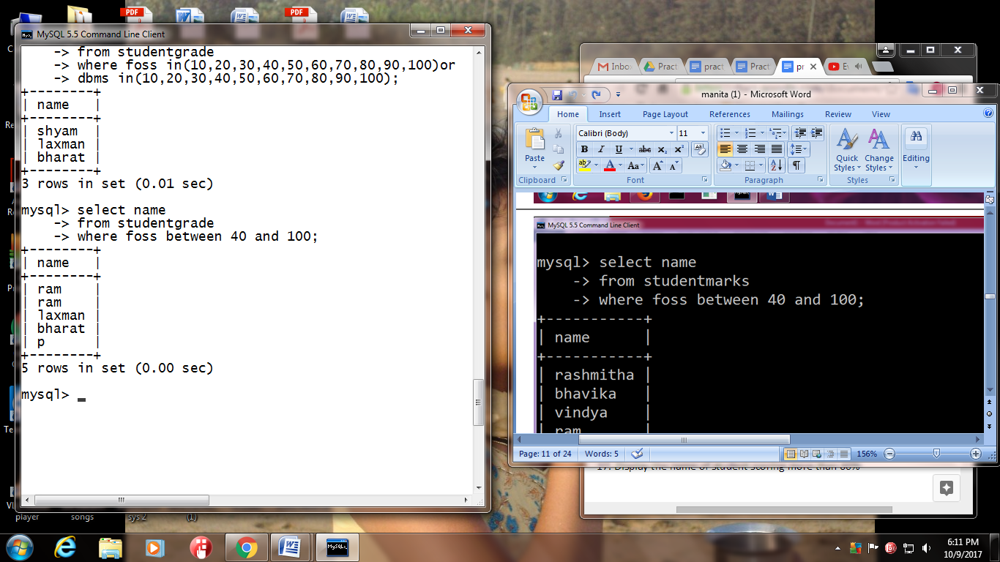 MySQL 5.5 Command Line Client
-> from studentgrade
-> where foss in(10,20,30,40,50,60,70,80,90,100)or
-> dbms in(10,20,30,40,50,60,70,80,90,100);
+--------+
| name   |
+--------+
| shyam  |
| laxman |
| bharat |
+--------+
3 rows in set (0.01 sec)
mysql> select name
-> from studentgrade
-> where foss between 40 and 100;
+--------+
| name   |
+--------+
| ram    |
| ram    |
| laxman |
| bharat |
| p      |
+--------+
5 rows in set (0.00 sec)
mysql>
Inbo
Pract
pract
Pract
pr
manita (1) - Microsoft Word
Home Insert Page Layout References Mailings Review View
Calibri (Body) 11
Paste
Quick Styles
Change Styles
Editing
Clipboard Font Paragraph Styles
MySQL 5.5 Command Line Client
mysql> select name
-> from studentmarks
-> where foss between 40 and 100;
+-----------+
| name      |
+-----------+
| rashmitha |
| bhavika   |
| vindya    |
| ram       |
Page: 11 of 24 Words: 5 156%
17. Display the name of student scoring more than 60%
player songs sys 2 (1)
6:11 PM
10/9/2017